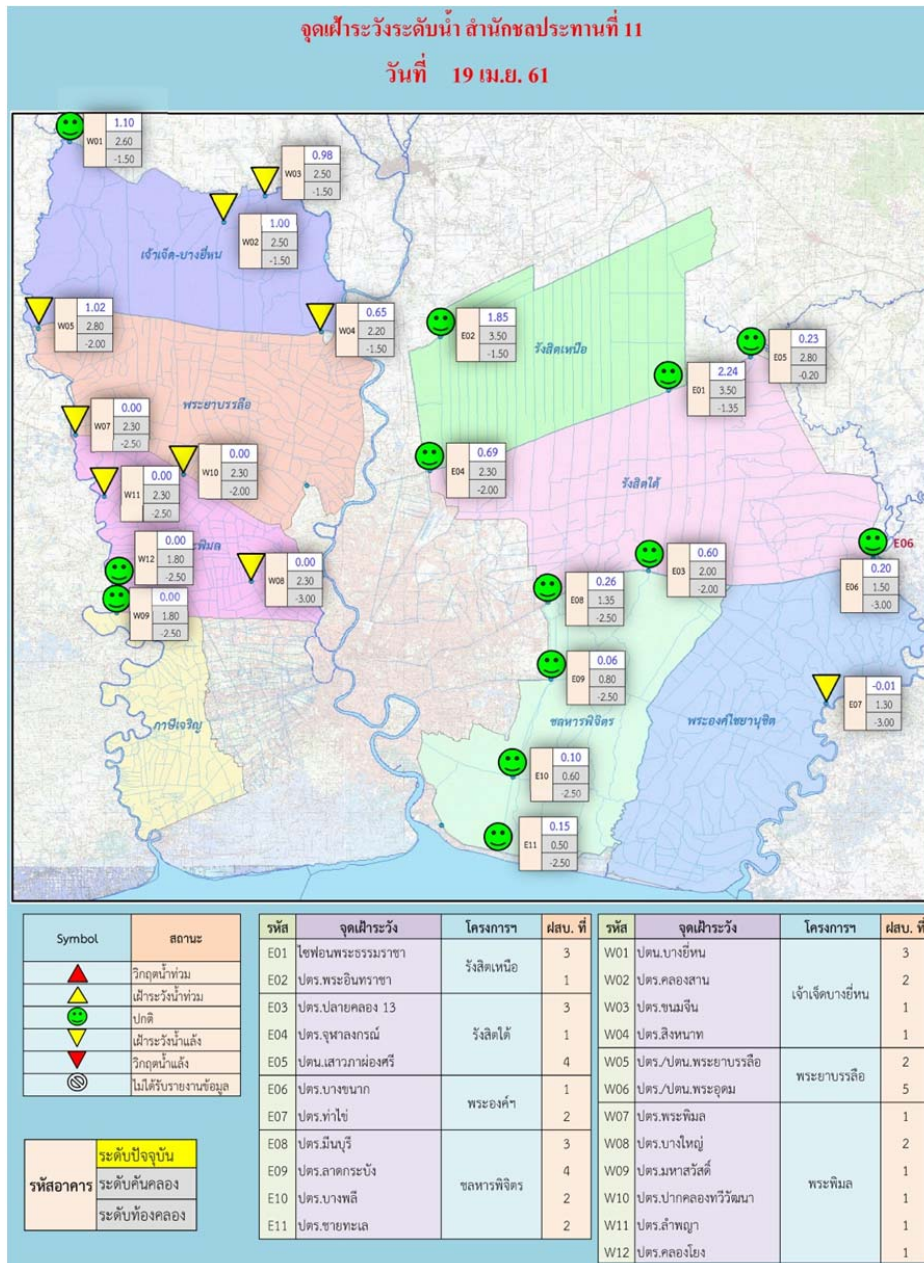 จุดเฝ้าระวังระดับน้ำ สำนักชลประทานที่ 11
วันที่ 19 เม.ย. 61
W01 1.10 2.60 -1.50
W03 0.98 2.50 -1.50
W02 1.00 2.50 -1.50
เจ้าเจ็ด-บางยี่หน
W05 1.02 2.80 -2.00
W04 0.65 2.20 -1.50
E02 1.85 3.50 -1.50
รังสิตเหนือ
E05 0.23 2.80 -0.20
E01 2.24 3.50 -1.35
พระยาบรรลือ
W07 0.00 2.30 -2.50
W10 0.00 2.30 -2.00
E04 0.69 2.30 -2.00
W11 0.00 2.30 -2.50
รังสิตใต้
W12 0.00 1.80 -2.50
พิมล
W08 0.00 2.30 -3.00
E03 0.60 2.00 -2.00
E06
E06 0.20 1.50 -3.00
W09 0.00 1.80 -2.50
E08 0.26 1.35 -2.50
E09 0.06 0.80 -2.50
E07 -0.01 1.30 -3.00
ภาษีเจริญ
ชลหารพิจิตร
พระองค์ไชยานุชิต
E10 0.10 0.60 -2.50
E11 0.15 0.50 -2.50
Symbol สถานะ
วิกฤตน้ำท่วม
เฝ้าระวังน้ำท่วม
ปกติ
เฝ้าระวังน้ำแล้ง
วิกฤตน้ำแล้ง
ไม่ได้รับรายงานข้อมูล
รหัสอาคาร
ระดับปัจจุบัน
ระดับคันคลอง
ระดับท้องคลอง
รหัส จุดเฝ้าระวัง โครงการฯ ฝสบ. ที่
E01 ไซฟอนพระธรรมราชา รังสิตเหนือ 3
E02 ปตร.พระอินทราชา 1
E03 ปตร.ปลายคลอง 13 รังสิตใต้ 3
E04 ปตร.จุฬาลงกรณ์ 1
E05 ปตน.เสาวภาผ่องศรี 4
E06 ปตร.บางขนาก พระองค์ฯ 1
E07 ปตร.ท่าไข่ 2
E08 ปตร.มีนบุรี ชลหารพิจิตร 3
E09 ปตร.ลาดกระบัง 4
E10 ปตร.บางพลี 2
E11 ปตร.ชายทะเล 2
รหัส จุดเฝ้าระวัง โครงการฯ ฝสบ. ที่
W01 ปตน.บางยี่หน เจ้าเจ็ดบางยี่หน 3
W02 ปตร.คลองสาน 2
W03 ปตร.ขนมจีน 1
W04 ปตร.สิงหนาท 1
W05 ปตร./ปตน.พระยาบรรลือ พระยาบรรลือ 2
W06 ปตร./ปตน.พระอุดม 5
W07 ปตร.พระพิมล พระพิมล 1
W08 ปตร.บางใหญ่ 2
W09 ปตร.มหาสวัสดิ์ 1
W10 ปตร.ปากคลองทวีวัฒนา 1
W11 ปตร.ลำพญา 1
W12 ปตร.คลองโยง 1